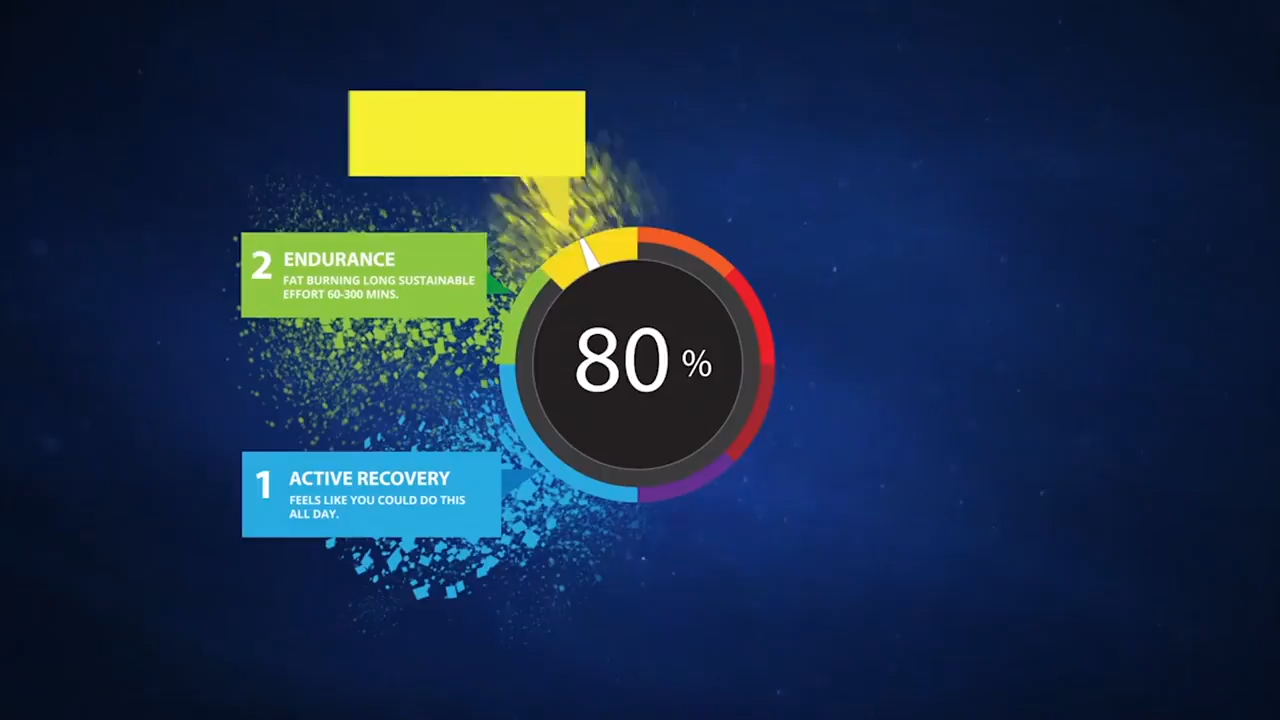 2 ENDURANCE
FAT BURNING LONG SUSTAINABLE
EFFORT 60-300 MINS.
80 %
1 ACTIVE RECOVERY
FEELS LIKE YOU COULD DO THIS
ALL DAY.